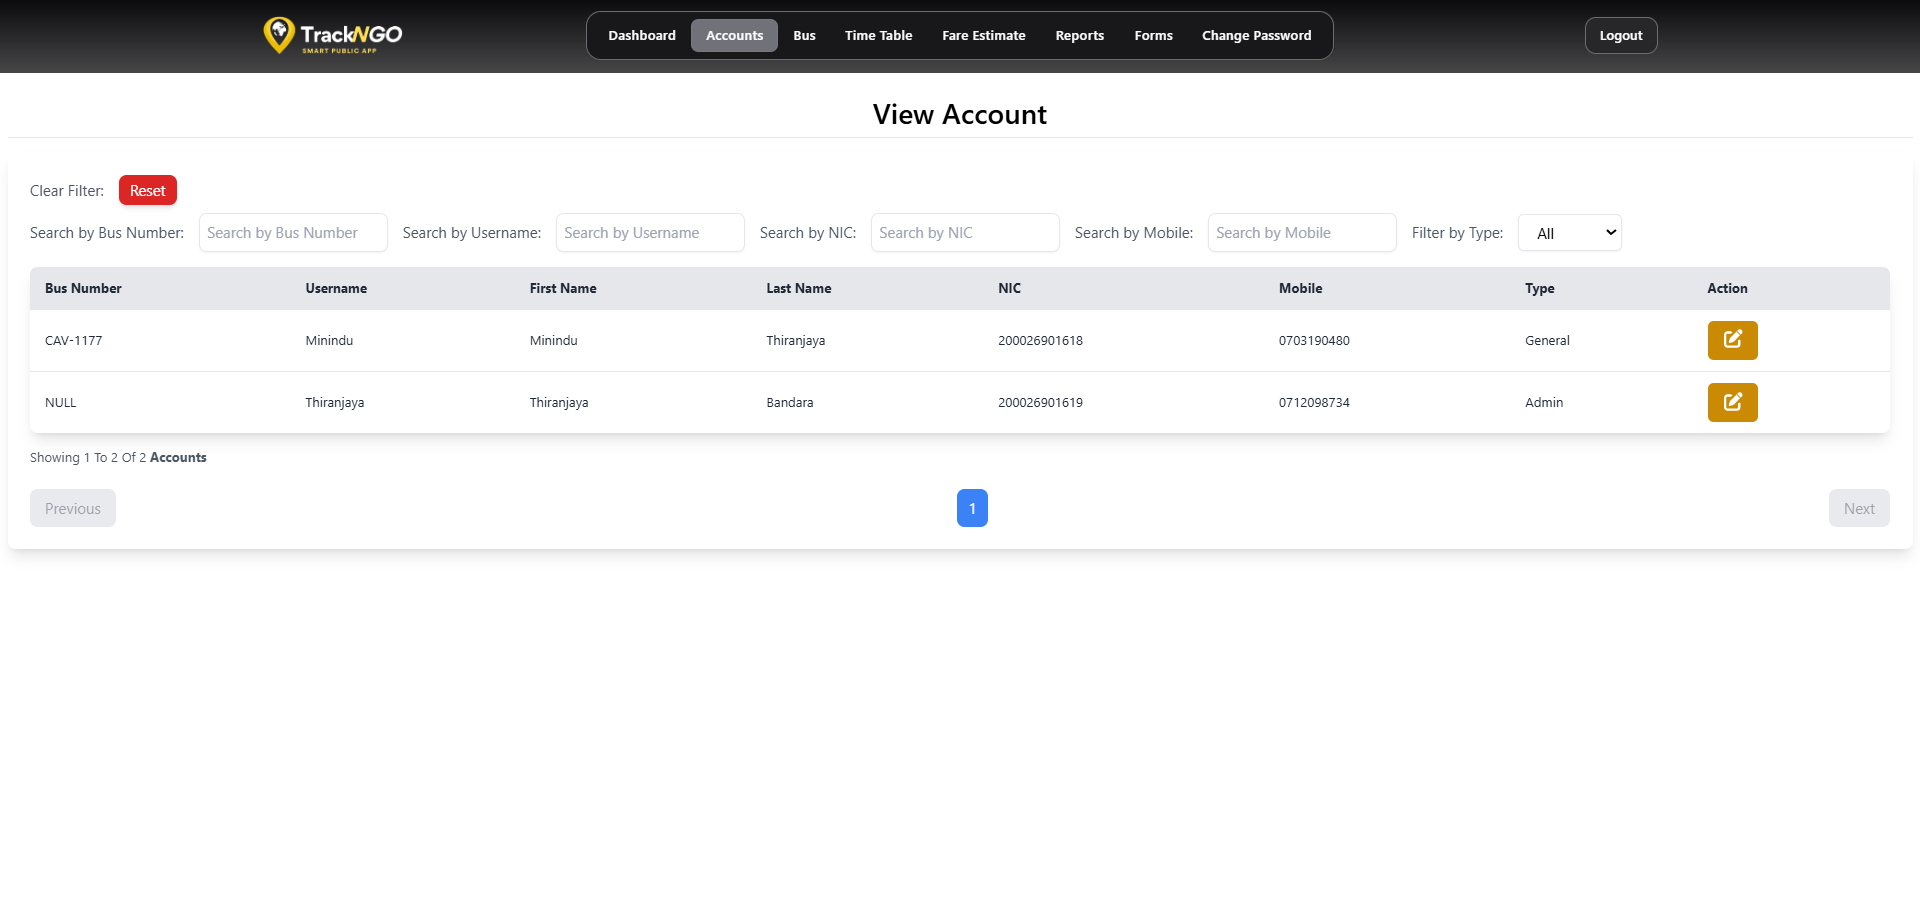 TrackNGO
SMART PUBLIC APP
Dashboard Accounts Bus Time Table Fare Estimate Reports Forms Change Password
Logout
View Account
Clear Filter: Reset
Search by Bus Number: Search by Bus Number Search by Username: Search by Username Search by NIC: Search by NIC Search by Mobile: Search by Mobile Filter by Type: All
Bus Number Username First Name Last Name NIC Mobile Type Action
CAV-1177 Minindu Minindu Thiranjaya 200026901618 0703190480 General
NULL Thiranjaya Thiranjaya Bandara 200026901619 0712098734 Admin
Showing 1 To 2 Of 2 Accounts
Previous 1 Next